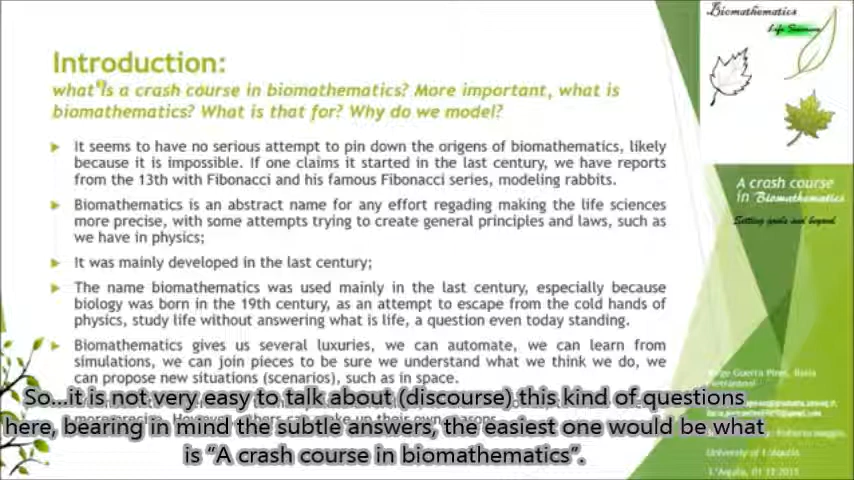 Introduction:
what is a crash course in biomathematics? More important, what is
biomathematics? What is that for? Why do we model?
It seems to have no serious attempt to pin down the origins of biomathematics, likely
because it is impossible. If one claims it started in the last century, we have reports
from the 13th with Fibonacci and his famous Fibonacci series, modeling rabbits.
Biomathematics is an abstract name for any effort regading making the life sciences
more precise, with some attempts trying to create general principles and laws, such as
we have in physics;
It was mainly developed in the last century;
The name biomathematics was used mainly in the last century, especially because
biology was born in the 19th century, as an attempt to escape from the cold hands of
physics, study life without answering what is life, a question even today standing.
Biomathematics gives us several luxuries, we can automate, we can learn from
simulations, we can join pieces to be sure we understand what we think we do, we
can propose new situations (scenarios), such as in space.
So...it is not very easy to talk about (discourse) this kind of questions
here, bearing in mind the subtle answers, the easiest one would be what
is "A crash course in biomathematics".
Biomathematics
Life Sciences
A crash course
in Biomathematics
Setting goals and beyond
University of L'Aquila